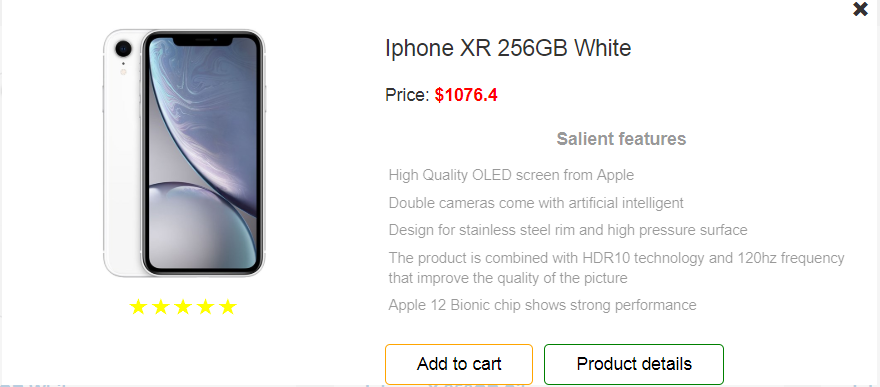 Iphone XR 256GB White
Price: $1076.4
Salient features
High Quality OLED screen from Apple
Double cameras come with artificial intelligent
Design for stainless steel rim and high pressure surface
The product is combined with HDR10 technology and 120hz frequency
that improve the quality of the picture
Apple 12 Bionic chip shows strong performance
Add to cart
Product details